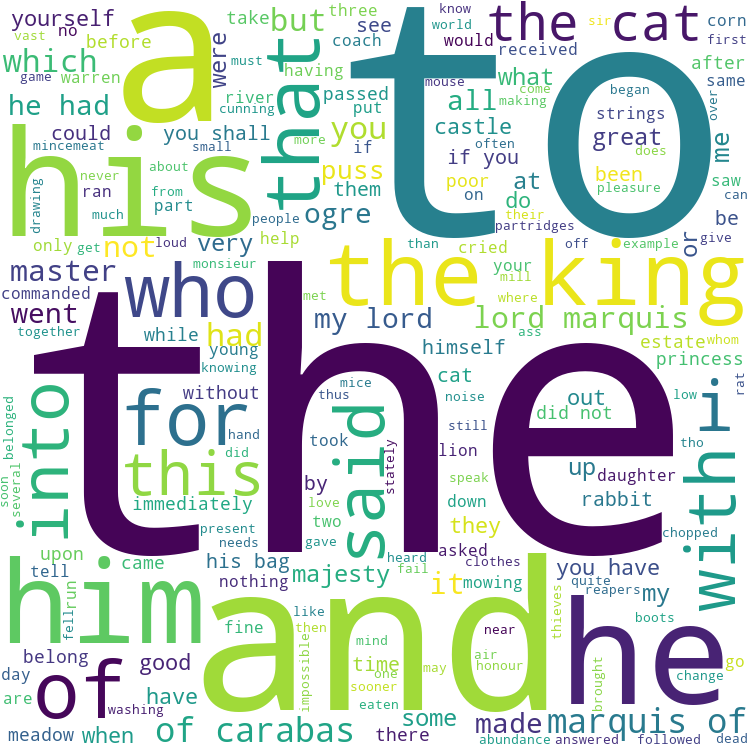 yourself
no
take
three
know
world
sir
corn
but
see
the cat
vast
before
a
were
coach
to
must
would
first
which
game
warren
that
having
mouse
received
after
river
passed
what
come
same
he had
cunning
put
all
making
began
over
mincemeat
could
you shall
you
castle
strings
me
his
small
if
if you
often
great
does
about
more
puss
been
never
ran
them
poor
at
pleasure
saw
can
drawing
from
part
on
do
their
much
people
ogre
partridges
or
be
give
only
get
not
loud
very
help
than
cried
off
example
master
monsieur
who
the king
your
mill
commanded
met
where
went
had
my lord
lord marquis
together
while
ass
estate
whom
young
himself
princess
knowing
the
into
for
without
mice
cat
out
low
i
rat
thus
noise
did not
belonged
hand
said
still
tho
did
took
stately
lion
up
daughter
with
this
by
speak
several
soon
immediately
love
down
rabbit
chopped
two
present
they
needs
gave
asked
upon
came
his bag
heard
clothes
you have
tell
run
nothing
majesty
fail
it
mowing
quite
my
fell
him
and
he
reapers
like
thieves
boots
fine
then
impossible
near
belong
good
mind
air
time
one
honour
may
go
day
of
have
sooner
brought
change
are
washing
eaten
some
made
marquis of
meadow
when
of carabas
there
abundance
answered
followed
dead